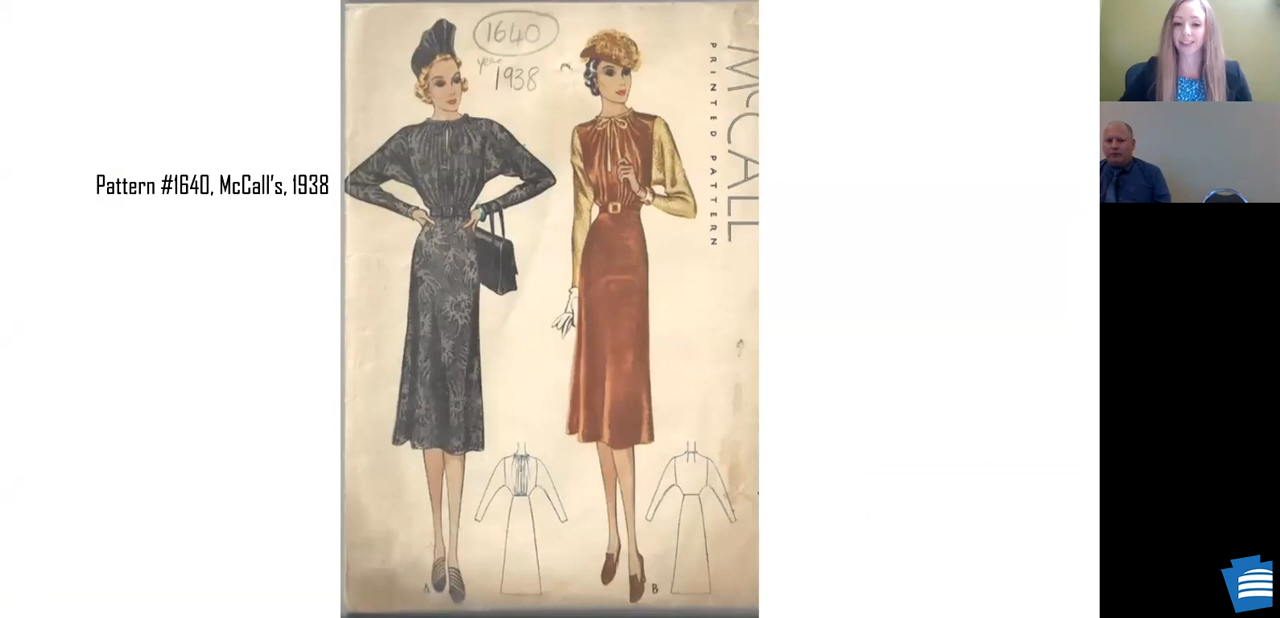 Pattern #1640, McCall's, 1938
1640
year
1938
McCALL
PRINTED PATTERN
A
B